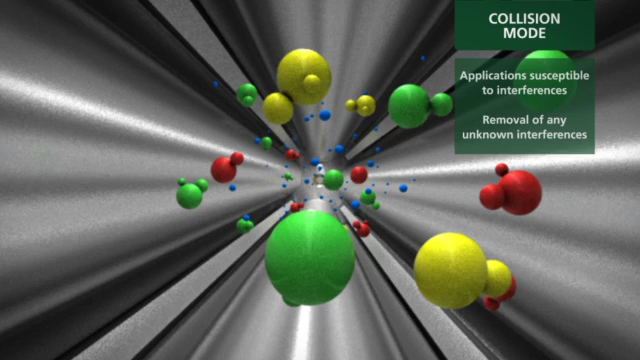 COLLISION
MODE
Applications susceptible
to interferences
Removal of any
unknown interferences